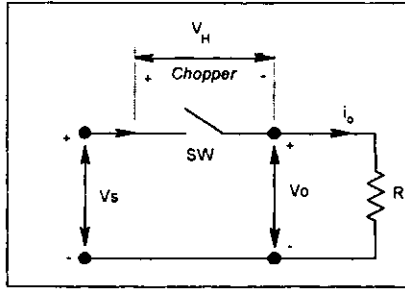 V_H
+ Chopper -
i_o
+ SW +
Vs Vo R
- -